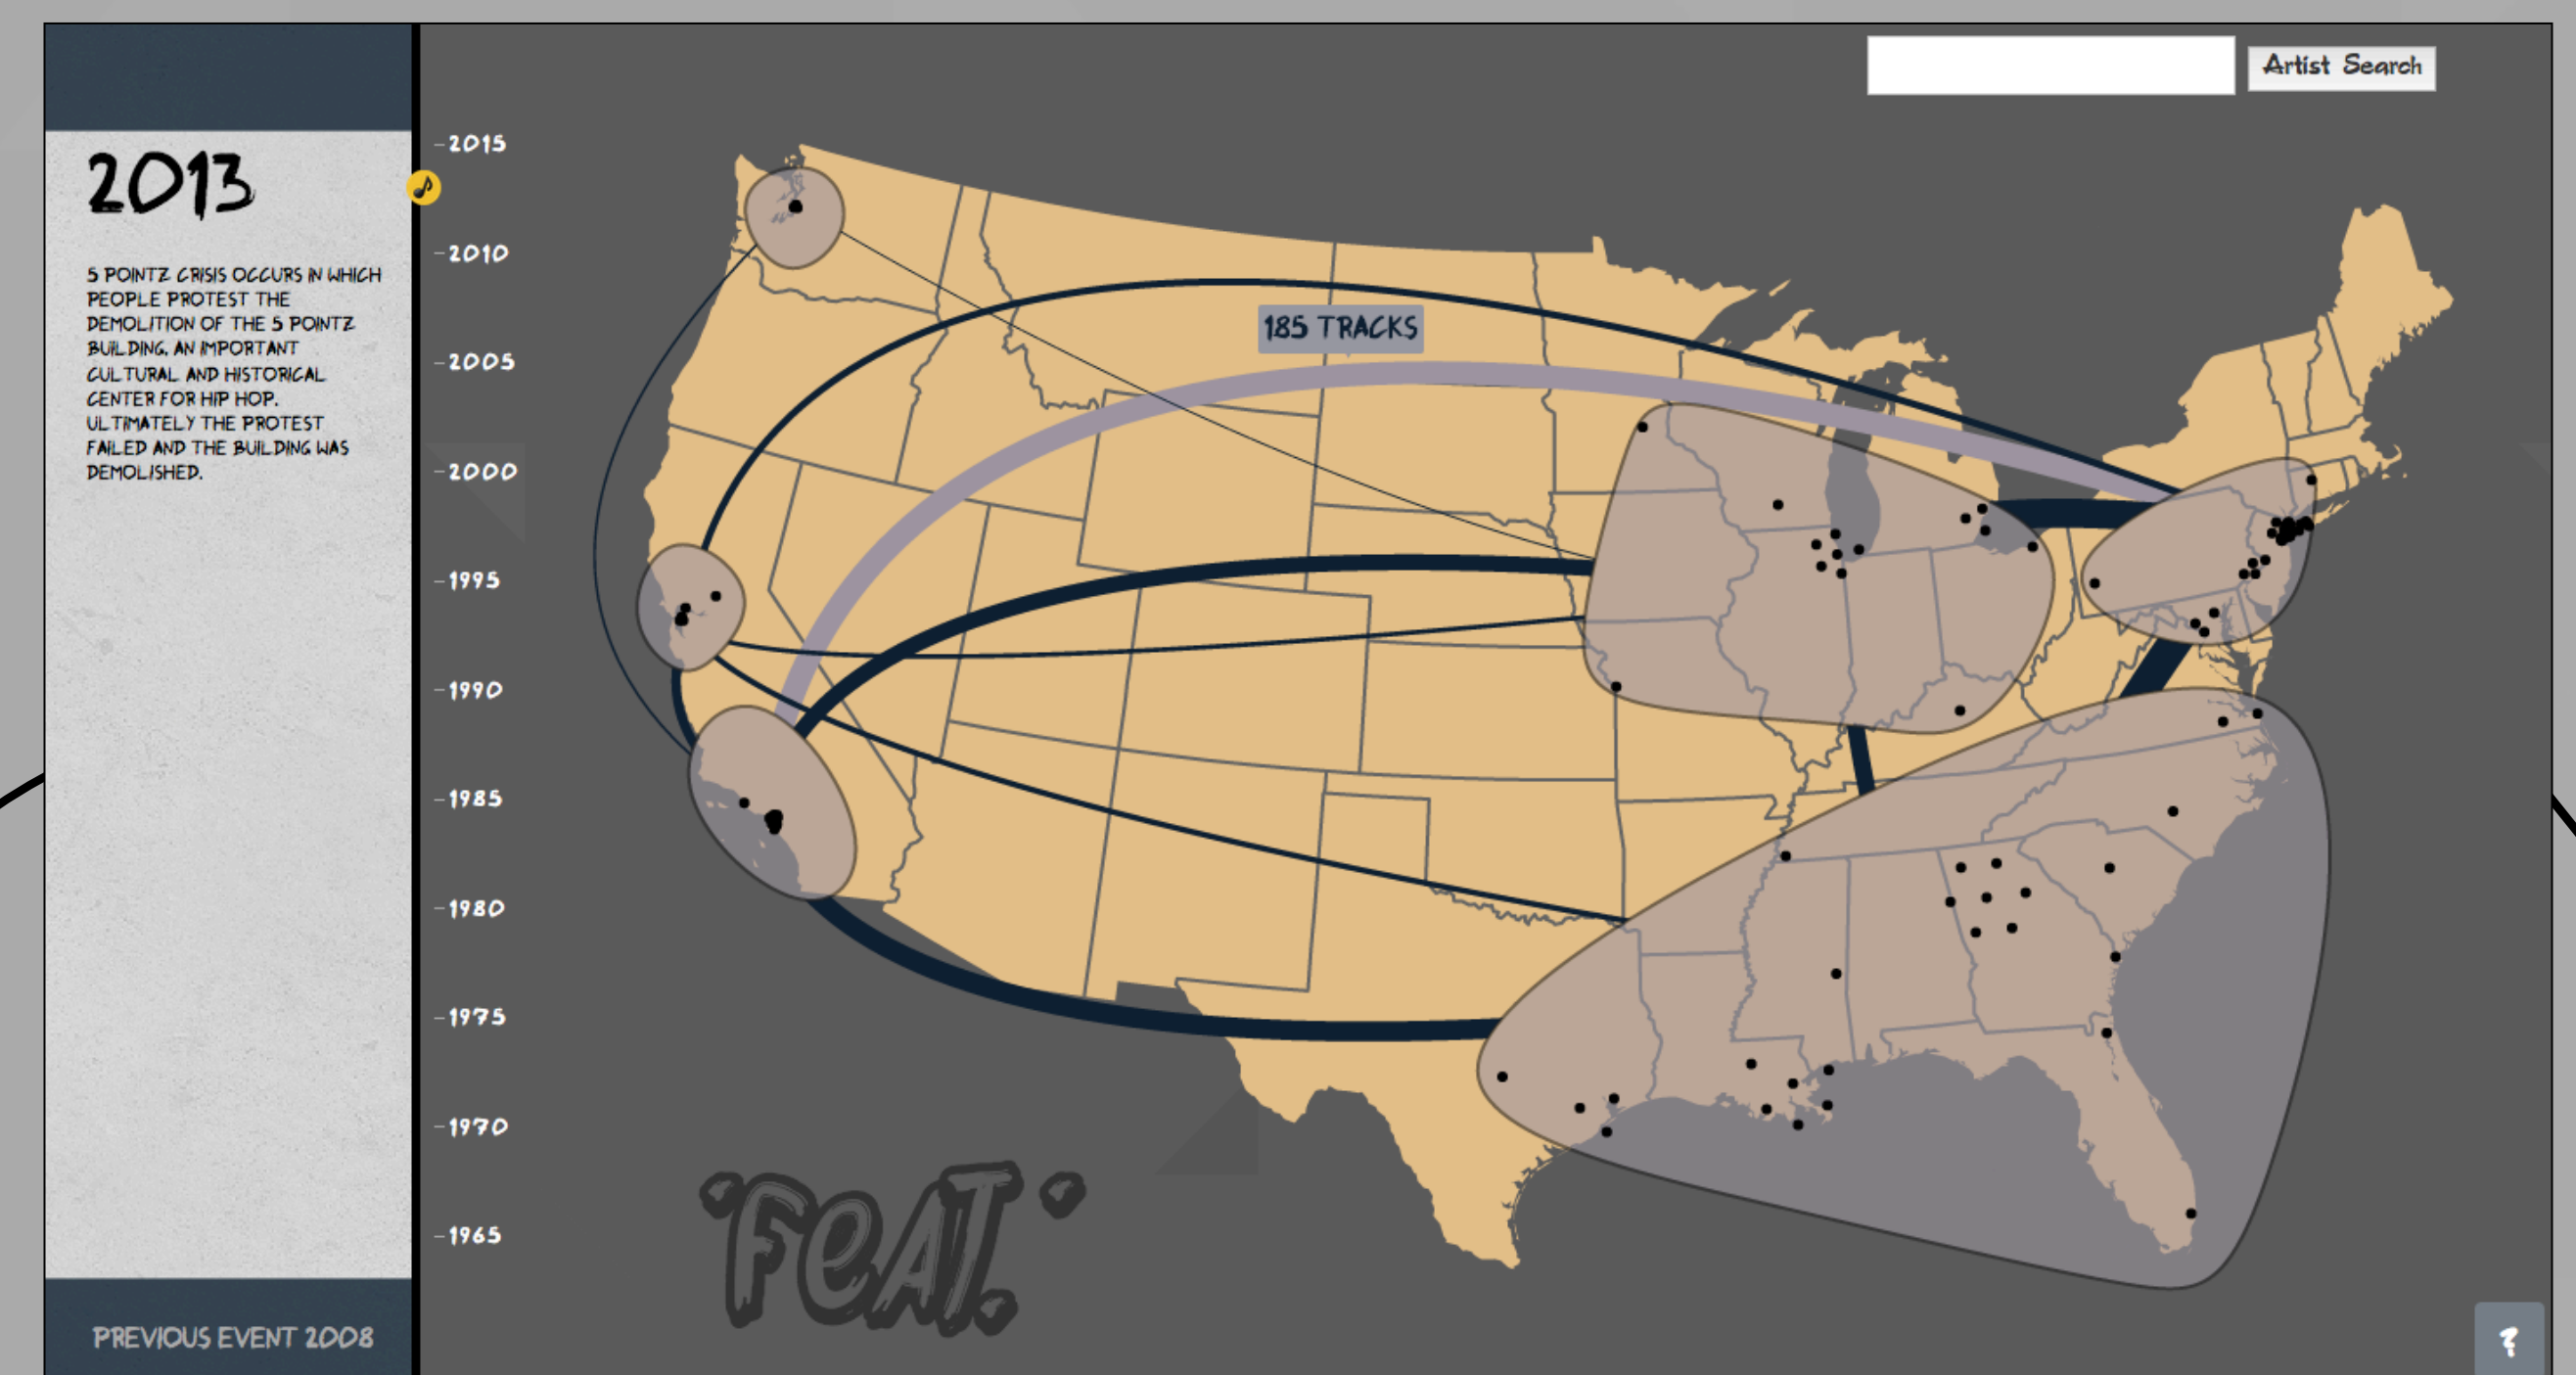 2013
5 POINTZ CRISIS OCCURS IN WHICH
PEOPLE PROTEST THE
DEMOLITION OF THE 5 POINTZ
BUILDING, AN IMPORTANT
CULTURAL AND HISTORICAL
CENTER FOR HIP HOP.
ULTIMATELY THE PROTEST
FAILED AND THE BUILDING WAS
DEMOLISHED.
PREVIOUS EVENT 2008
Artist Search
2015
2010
2005
2000
1995
1990
1985
1980
1975
1970
1965
185 TRACKS
FeAT.
?